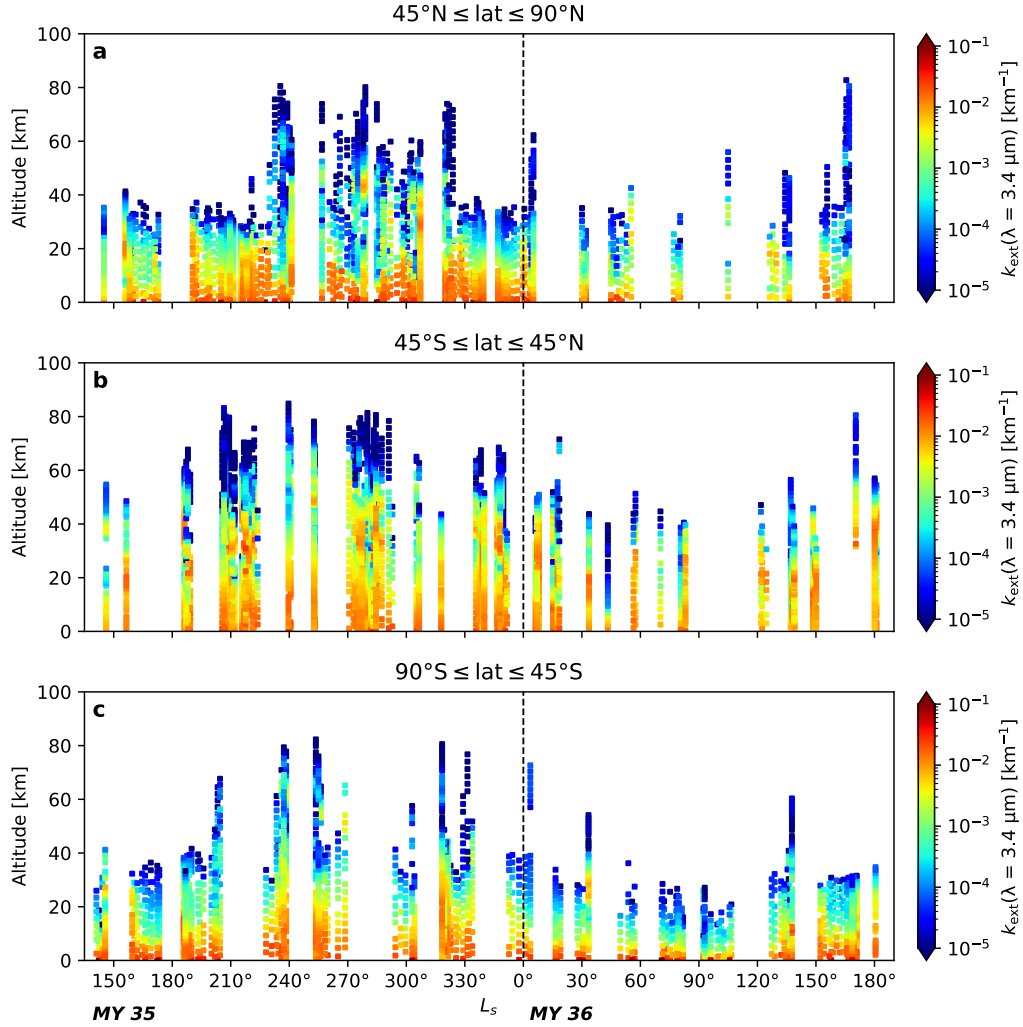 45°N ≤ lat ≤ 90°N
a
100
80
60
40
20
0
Altitude [km]
10⁻¹
10⁻²
10⁻³
10⁻⁴
10⁻⁵
k_ext(λ = 3.4 μm) [km⁻¹]
45°S ≤ lat ≤ 45°N
b
100
80
60
40
20
0
Altitude [km]
10⁻¹
10⁻²
10⁻³
10⁻⁴
10⁻⁵
k_ext(λ = 3.4 μm) [km⁻¹]
90°S ≤ lat ≤ 45°S
c
100
80
60
40
20
0
Altitude [km]
10⁻¹
10⁻²
10⁻³
10⁻⁴
10⁻⁵
k_ext(λ = 3.4 μm) [km⁻¹]
150 180 210 240 270 300 330 0 30 60 90 120 150 180
L_s
MY 35 MY 36